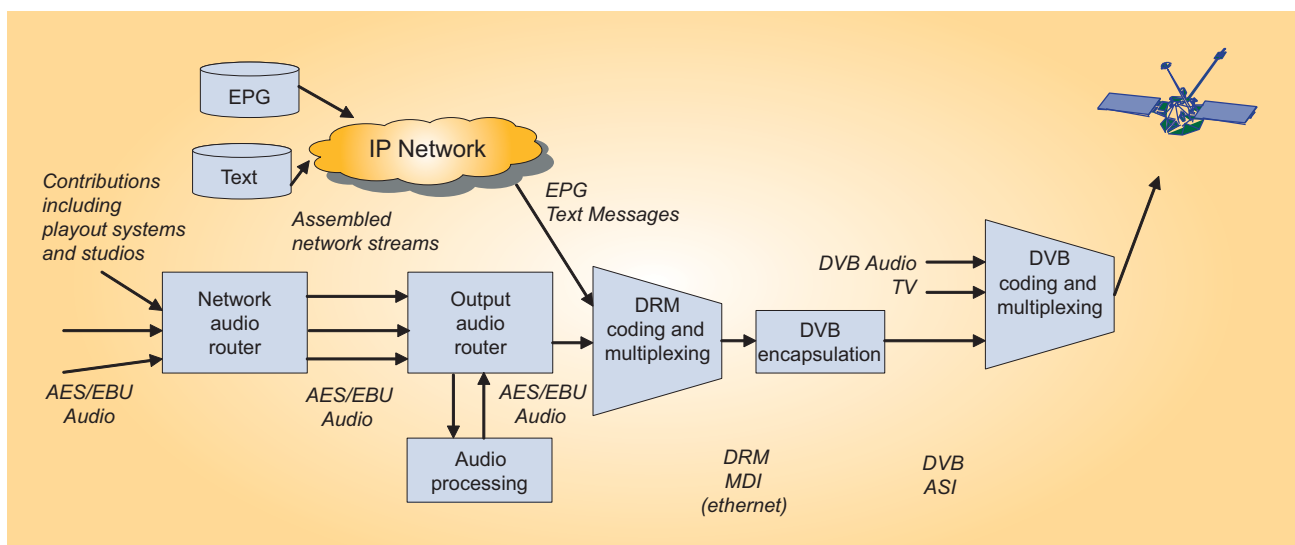 EPG
Text
IP Network
Contributions
including
playout systems
and studios
Assembled
network streams
EPG
Text Messages
Network
audio
router
Output
audio
router
DRM
coding and
multiplexing
DVB
encapsulation
DVB Audio
TV
DVB
coding and
multiplexing
AES/EBU
Audio
AES/EBU
Audio
AES/EBU
Audio
Audio
processing
DRM
MDI
(ethernet)
DVB
ASI